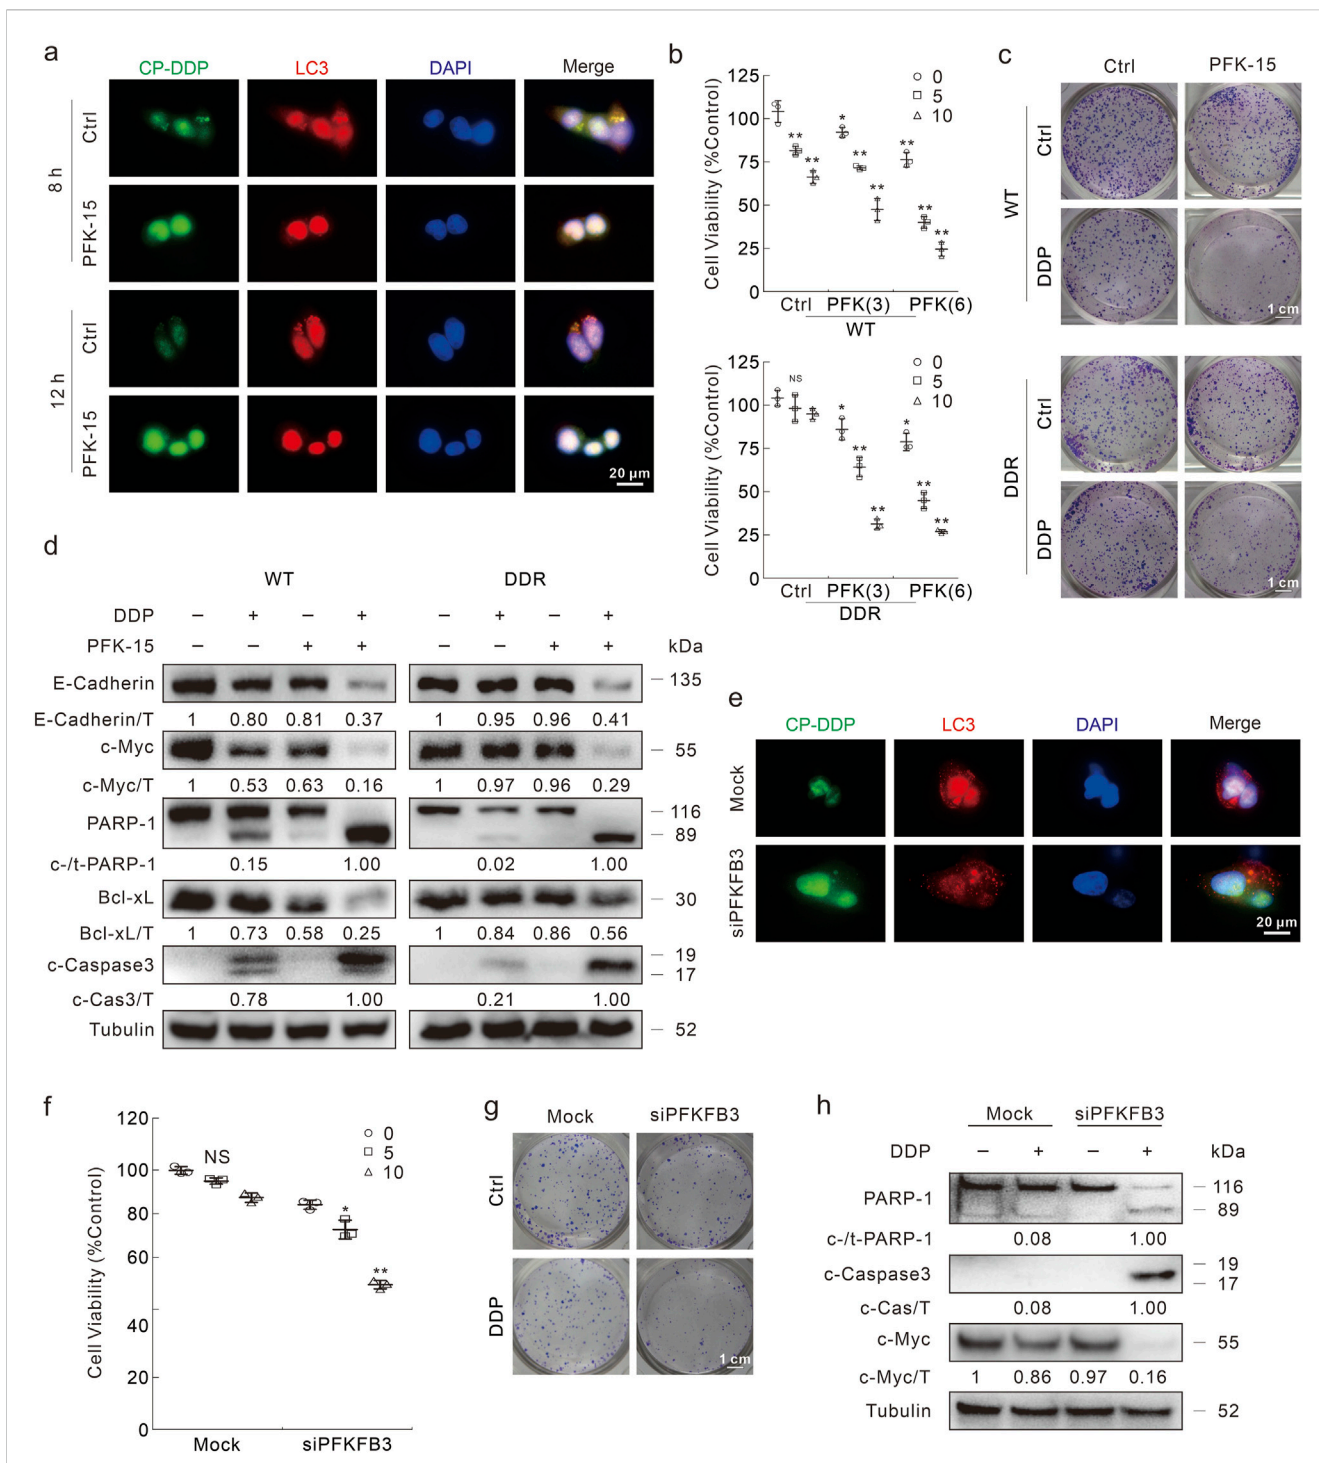 a
CP-DDP LC3 DAPI Merge
8 h
Ctrl
PFK-15
12 h
Ctrl
PFK-15
20 µm
b
Cell Viability (%Control)
125
100
75
50
25
0
0
5
10
** ** * ** ** ** ** **
Ctrl PFK(3) PFK(6)
WT
Cell Viability (%Control)
125
100
75
50
25
0
0
5
10
NS * ** ** * ** **
Ctrl PFK(3) PFK(6)
DDR
c
Ctrl PFK-15
WT
Ctrl
DDP
1 cm
DDR
Ctrl
DDP
1 cm
d
WT DDR
DDP − + − + − + − +
PFK-15 − − + + − − + + kDa
E-Cadherin 135
E-Cadherin/T 1 0.80 0.81 0.37 1 0.95 0.96 0.41
c-Myc 55
c-Myc/T 1 0.53 0.63 0.16 1 0.97 0.96 0.29
PARP-1 116
89
c-/t-PARP-1 0.15 1.00 0.02 1.00
Bcl-xL 30
Bcl-xL/T 1 0.73 0.58 0.25 1 0.84 0.86 0.56
c-Caspase3 19
17
c-Cas3/T 0.78 1.00 0.21 1.00
Tubulin 52
e
CP-DDP LC3 DAPI Merge
Mock
siPFKFB3
20 µm
f
Cell Viability (%Control)
120
100
80
60
40
20
0
0
5
10
NS * **
Mock siPFKFB3
g
Mock siPFKFB3
Ctrl
DDP
1 cm
h
Mock siPFKFB3
DDP − + − + kDa
PARP-1 116
89
c-/t-PARP-1 0.08 1.00
c-Caspase3 19
17
c-Cas/T 0.08 1.00
c-Myc 55
c-Myc/T 1 0.86 0.97 0.16
Tubulin 52